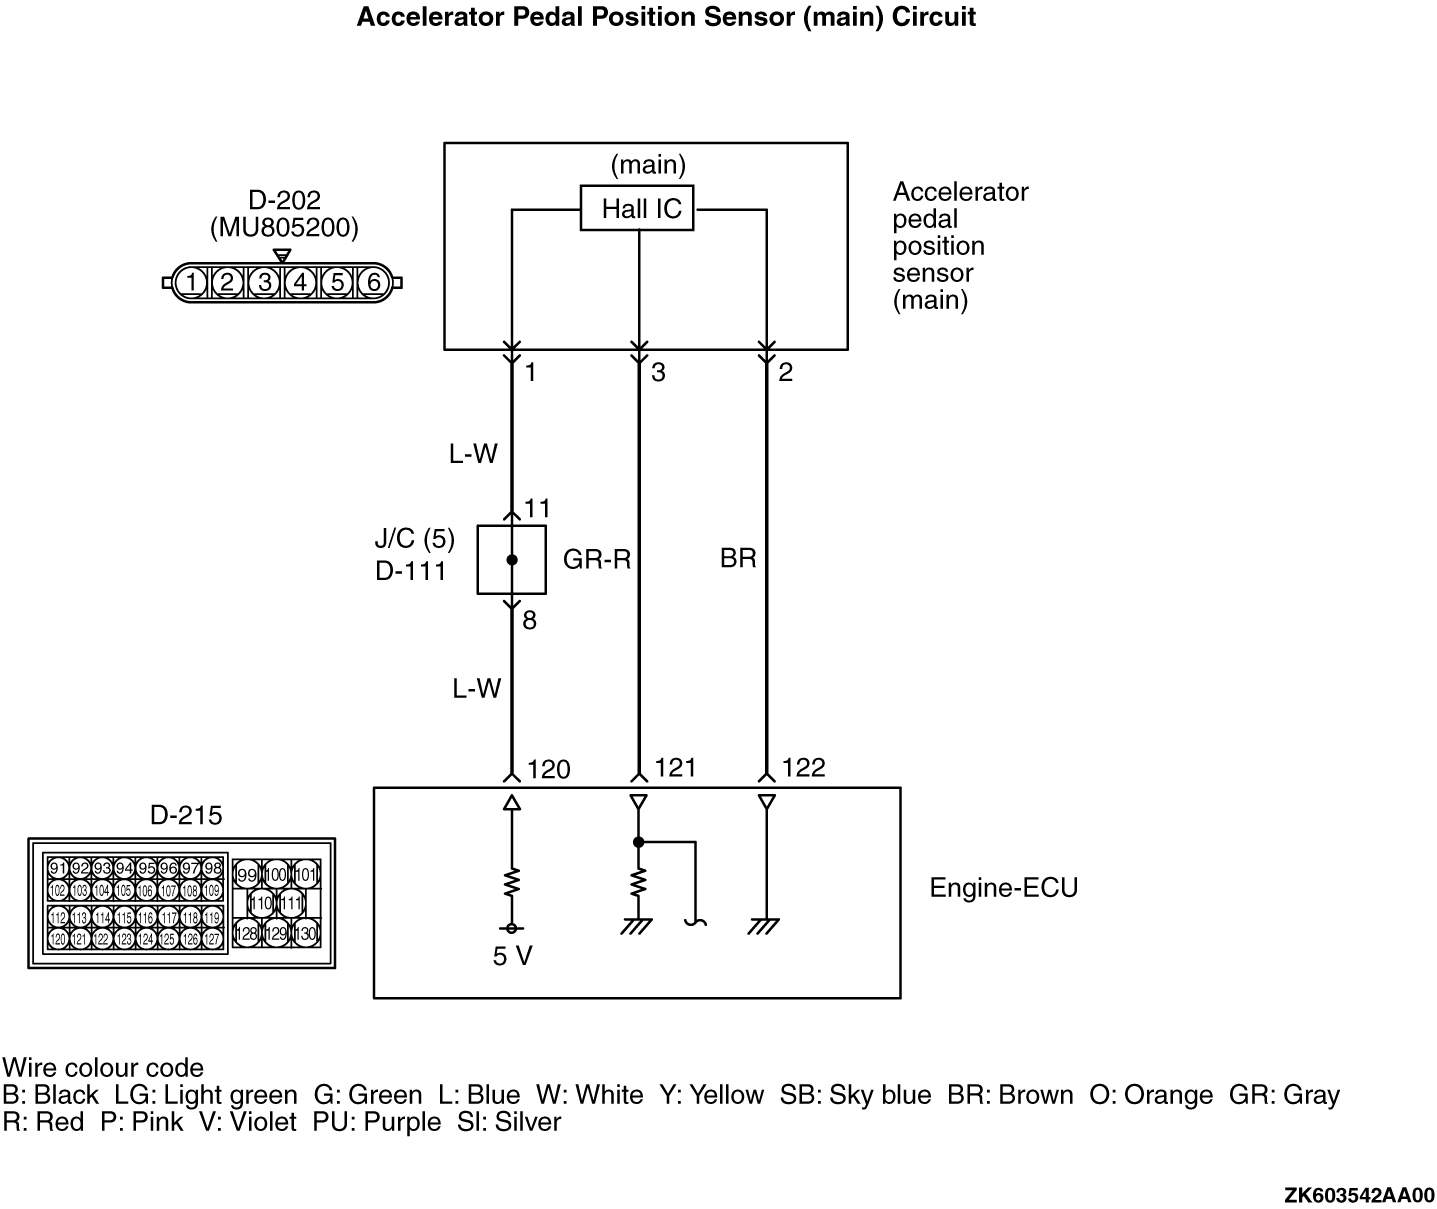 Accelerator Pedal Position Sensor (main) Circuit
(main)
Hall IC
Accelerator
pedal
position
sensor
(main)
D-202
(MU805200)
1 2 3 4 5 6
1 3 2
L-W
11
J/C (5)
D-111
GR-R
BR
8
L-W
120 121 122
D-215
91 92 93 94 95 96 97 98
102 103 104 105 106 107 108 109
112 113 114 115 116 117 118 119
120 121 122 123 124 125 126 127
99 100 101
110 111
128 129 130
5 V
Engine-ECU
Wire colour code
B: Black LG: Light green G: Green L: Blue W: White Y: Yellow SB: Sky blue BR: Brown O: Orange GR: Gray
R: Red P: Pink V: Violet PU: Purple SI: Silver
ZK603542AA00